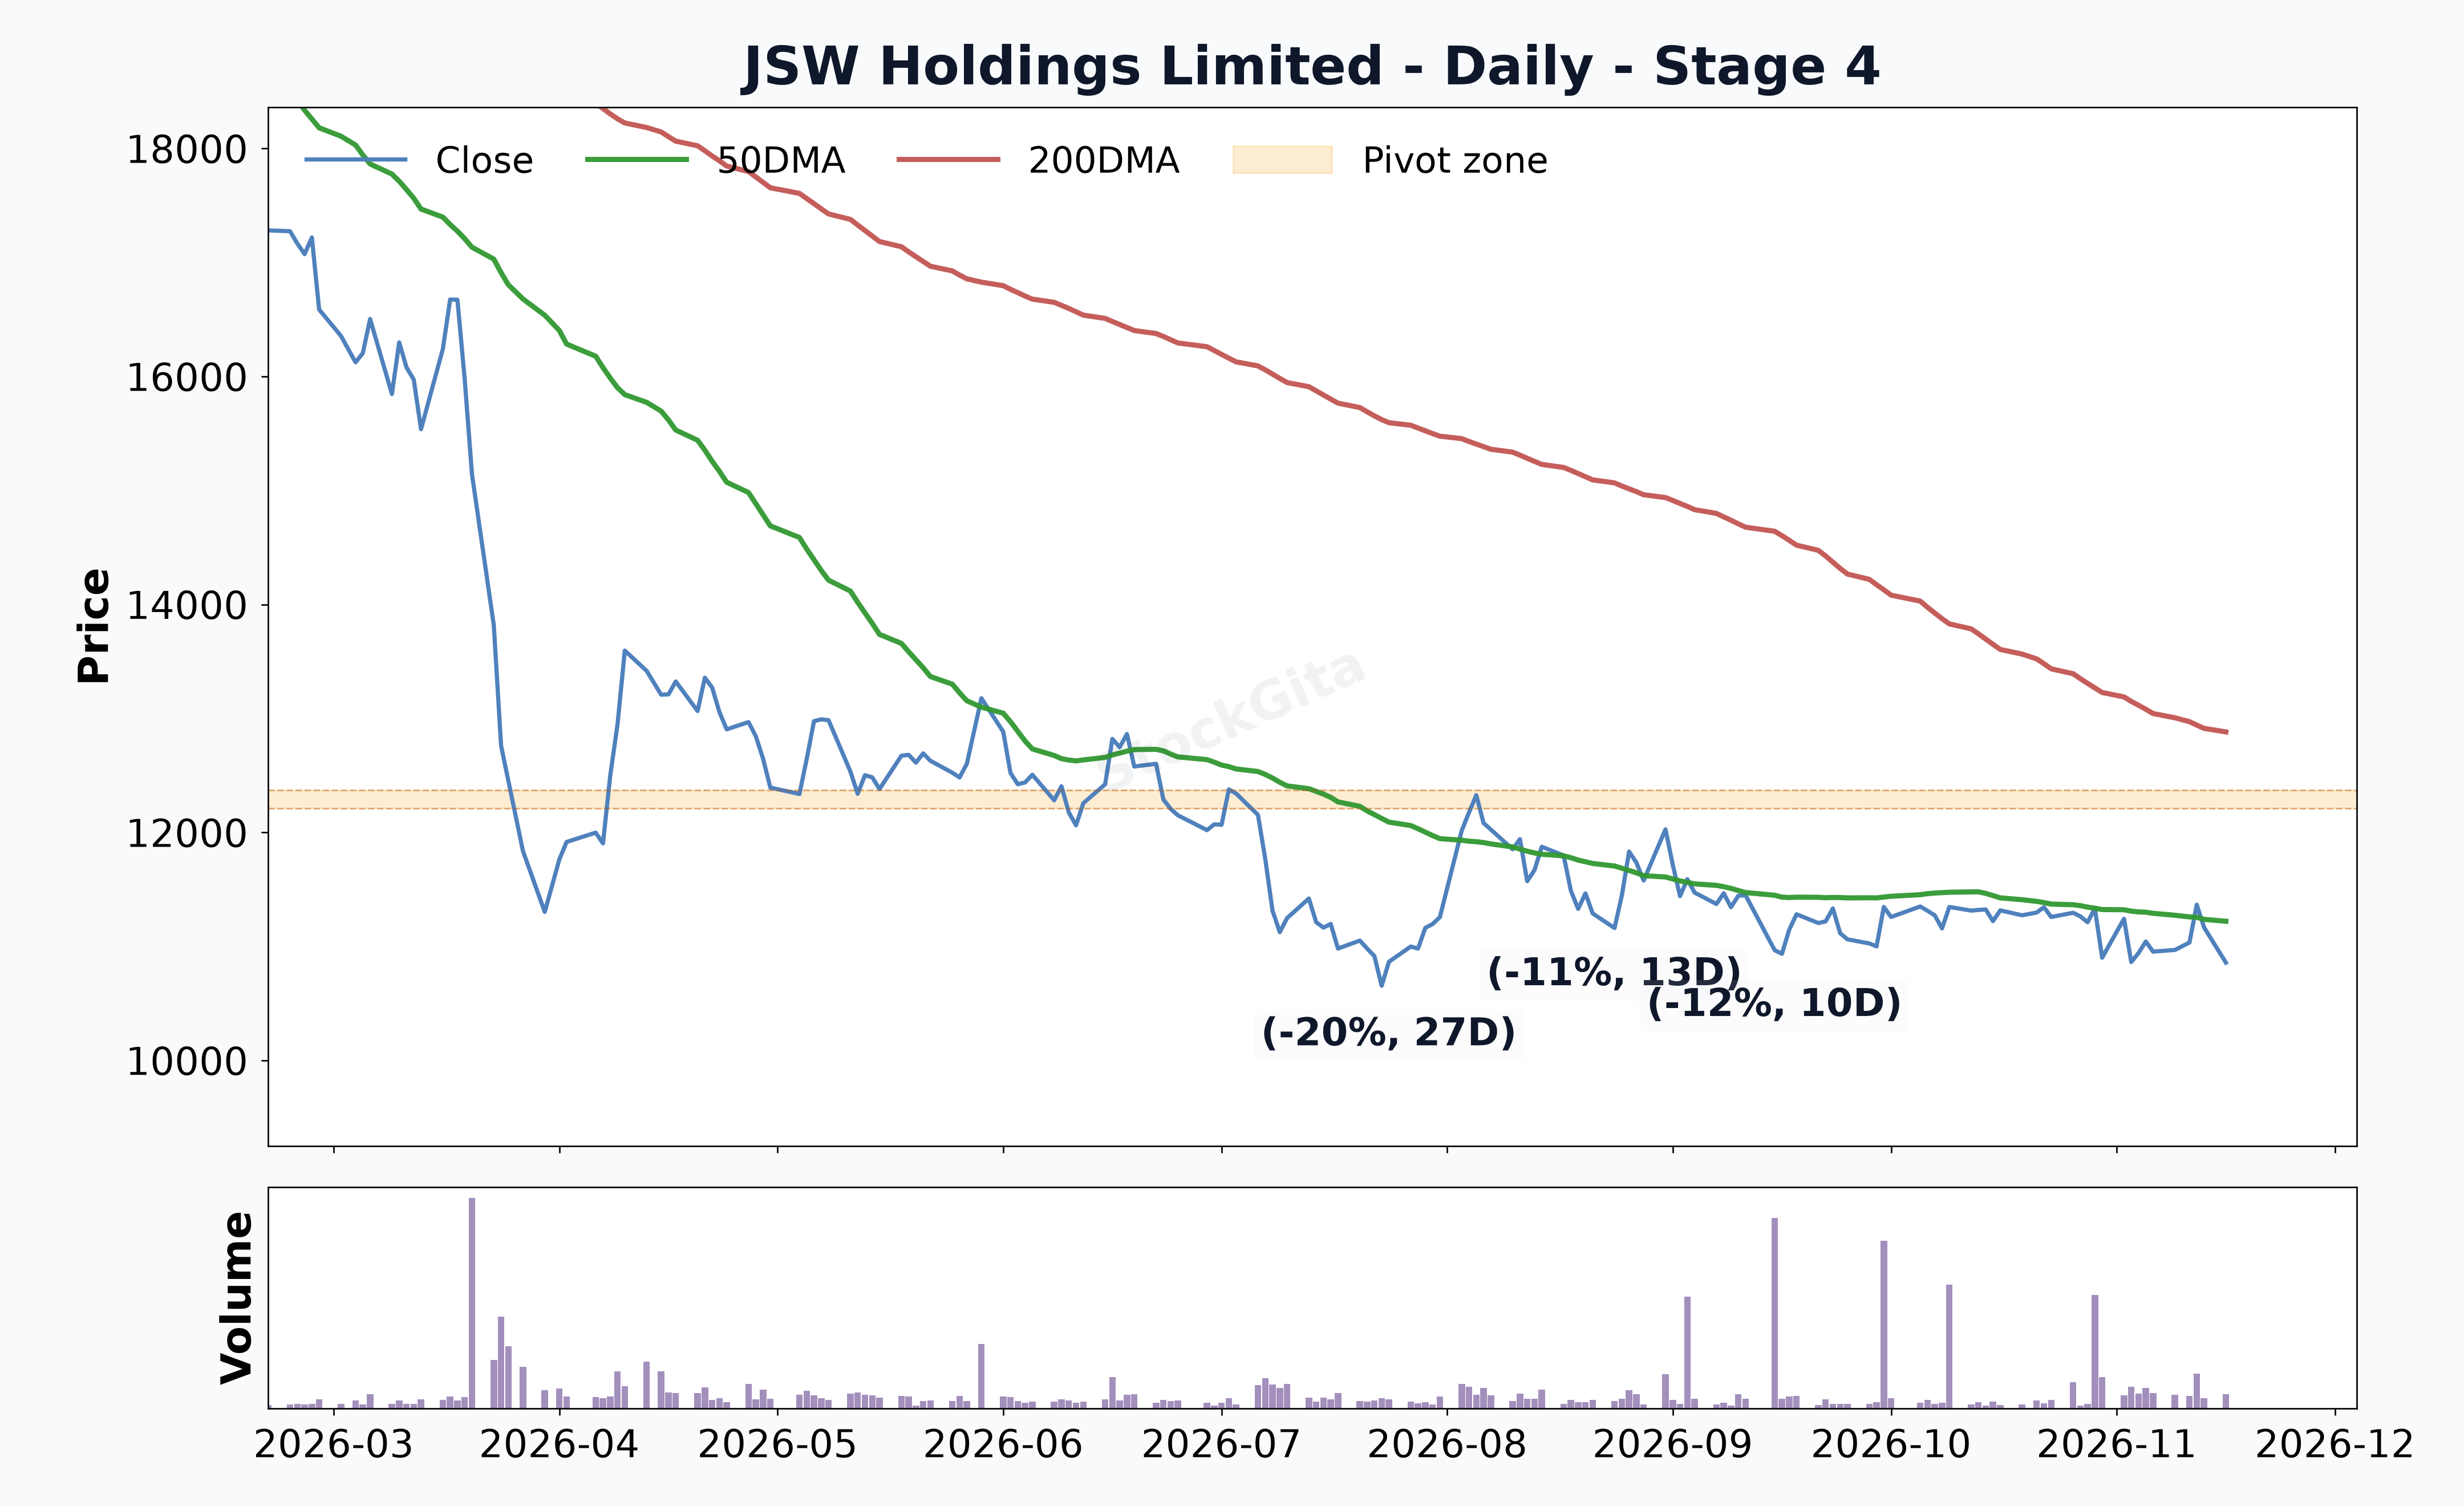 JSW Holdings Limited - Daily - Stage 4
Close 50DMA 200DMA Pivot zone
18000
16000
14000
12000
10000
Price
StockGita
(-11%, 13D)
(-12%, 10D)
(-20%, 27D)
Volume
2026-03 2026-04 2026-05 2026-06 2026-07 2026-08 2026-09 2026-10 2026-11 2026-12